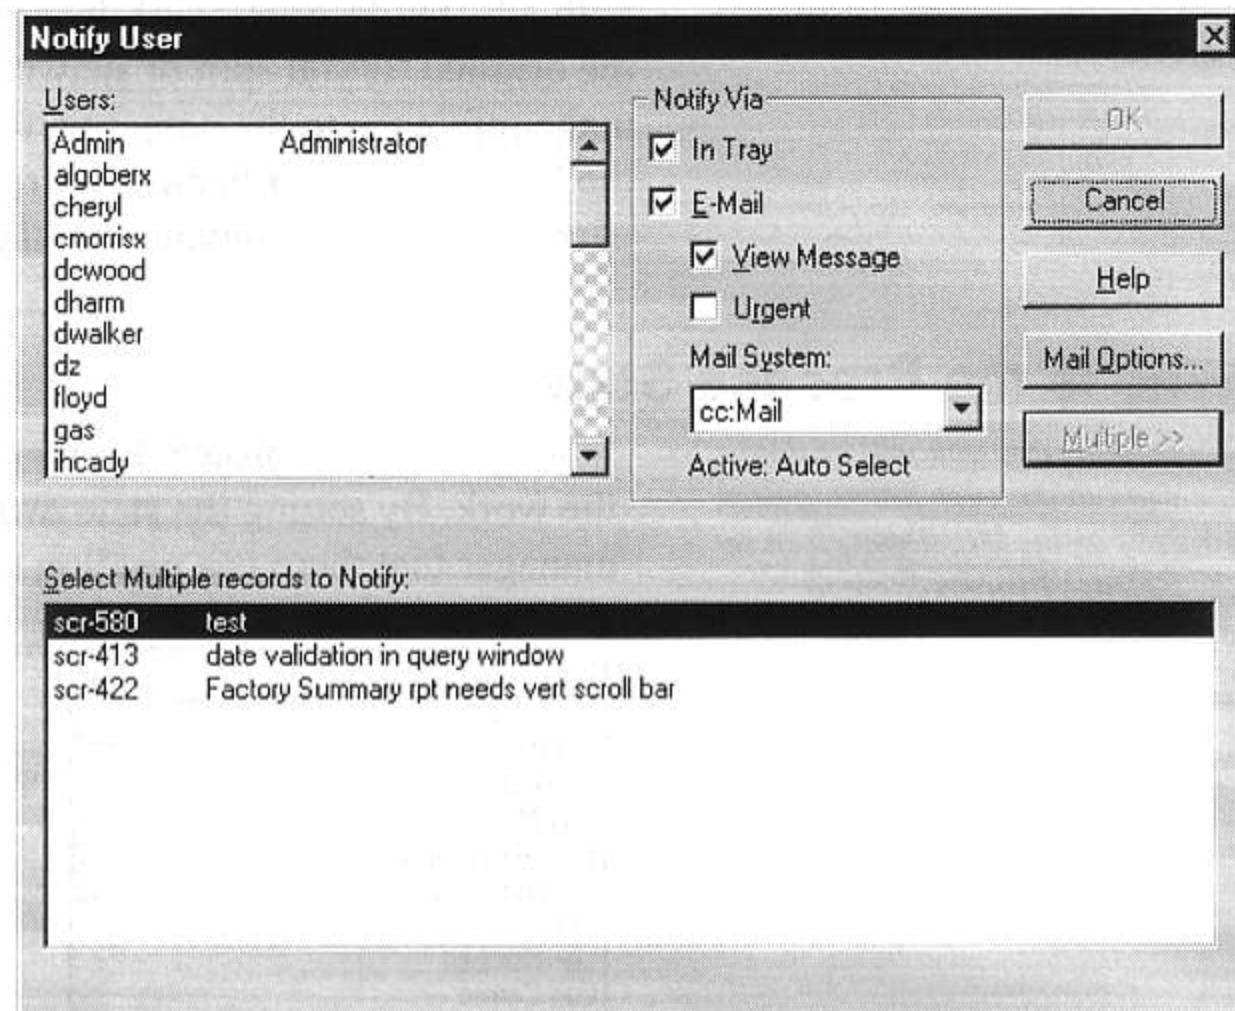 Notify User
Users:
Admin Administrator
algoberx
cheryl
cmorrisx
dcwood
dharm
dwalker
dz
floyd
gas
ihcady
Notify Via
In Tray
E-Mail
View Message
Urgent
Mail System:
cc:Mail
Active: Auto Select
OK
Cancel
Help
Mail Options...
Multiple >>
Select Multiple records to Notify:
scr-580 test
scr-413 date validation in query window
scr-422 Factory Summary rpt needs vert scroll bar